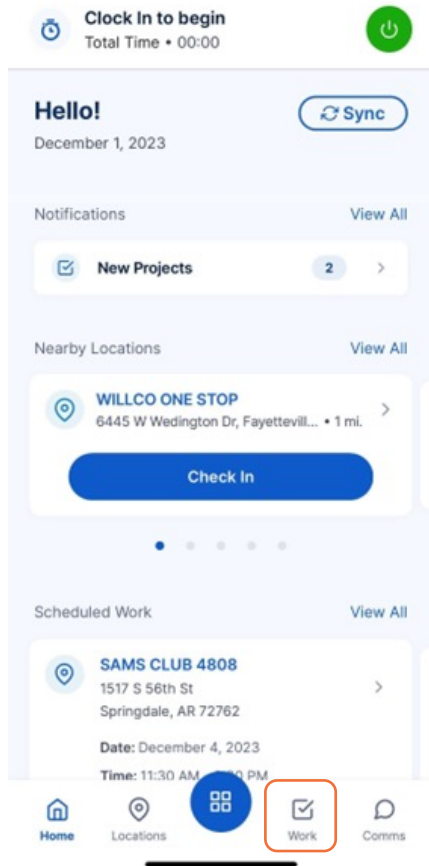 Clock In to begin
Total Time • 00:00
Hello!
Sync
December 1, 2023
Notifications
View All
New Projects
2
Nearby Locations
View All
WILLCO ONE STOP
6445 W Wedington Dr, Fayettevill... • 1 mi.
Check In
Scheduled Work
View All
SAMS CLUB 4808
1517 S 56th St
Springdale, AR 72762
Date: December 4, 2023
Time: 11:30 AM PM
Home
Locations
Work
Comms